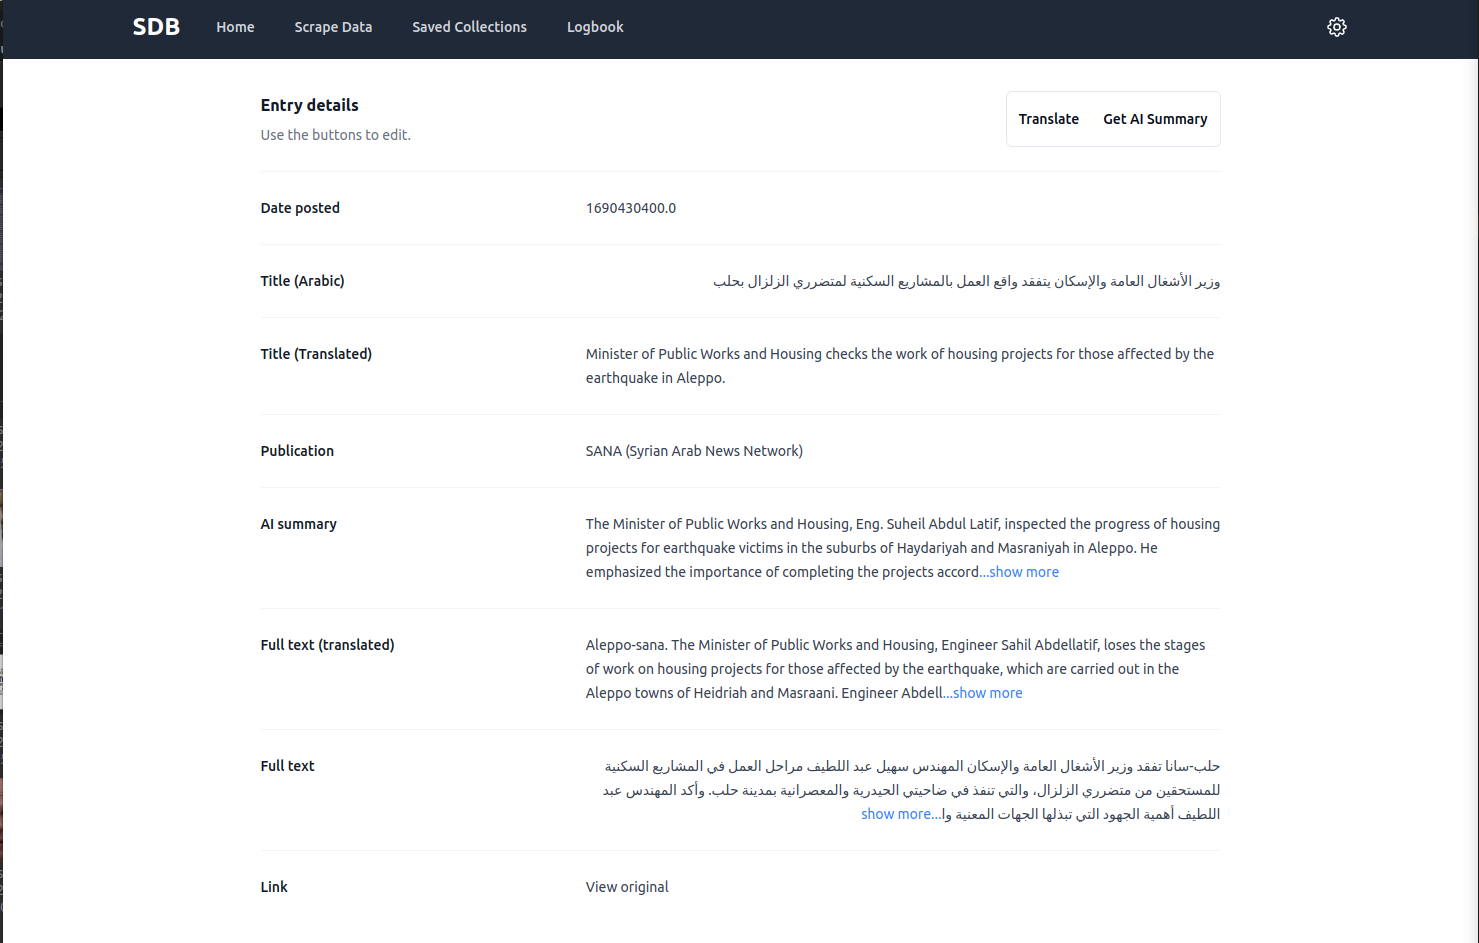 SDB Home Scrape Data Saved Collections Logbook
Entry details
Use the buttons to edit.
Translate Get AI Summary
Date posted 1690430400.0
Title (Arabic) وزير الأشغال العامة والإسكان يتفقد واقع العمل بالمشاريع السكنية لمتضرري الزلزال بحلب
Title (Translated) Minister of Public Works and Housing checks the work of housing projects for those affected by the
earthquake in Aleppo.
Publication SANA (Syrian Arab News Network)
AI summary The Minister of Public Works and Housing, Eng. Suheil Abdul Latif, inspected the progress of housing
projects for earthquake victims in the suburbs of Haydariyah and Masraniyah in Aleppo. He
emphasized the importance of completing the projects accord...show more
Full text (translated) Aleppo-sana. The Minister of Public Works and Housing, Engineer Sahil Abdellatif, loses the stages
of work on housing projects for those affected by the earthquake, which are carried out in the
Aleppo towns of Heidriah and Masraani. Engineer Abdell...show more
Full text حلب-سانا تفقد وزير الأشغال العامة والإسكان المهندس سهيل عبد اللطيف مراحل العمل في المشاريع السكنية
للمستحقين من متضرري الزلزال، والتي تنفذ في ضاحيتي الحيدرية والمعصرانية بمدينة حلب. وأكد المهندس عبد
اللطيف أهمية الجهود التي تبذلها الجهات المعنية وا...show more
Link View original